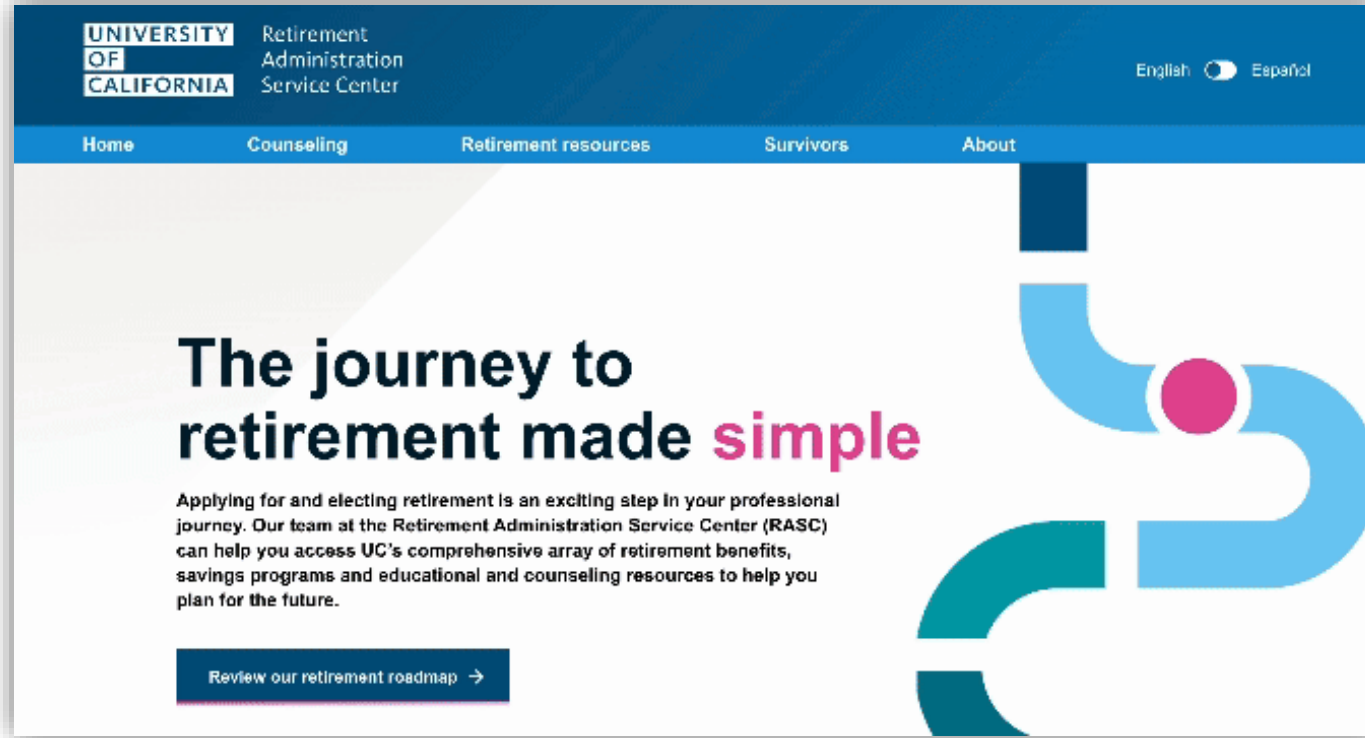 UNIVERSITY
OF
CALIFORNIA
Retirement
Administration
Service Center
English Español
Home Counseling Retirement resources Survivors About
The journey to
retirement made simple
Applying for and electing retirement is an exciting step in your professional
journey. Our team at the Retirement Administration Service Center (RASC)
can help you access UC's comprehensive array of retirement benefits,
savings programs and educational and counseling resources to help you
plan for the future.
Review our retirement roadmap →